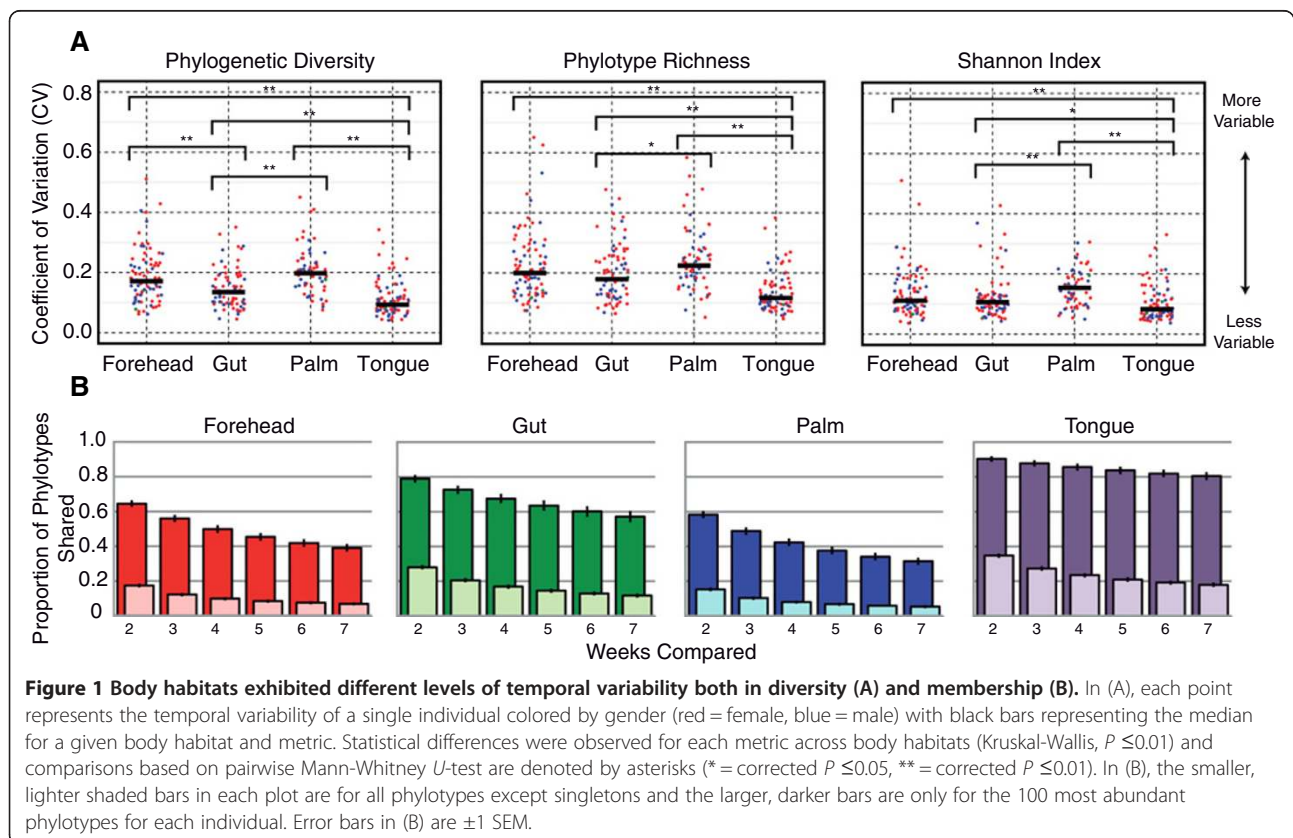 A
Phylogenetic Diversity
Phylotype Richness
Shannon Index
Coefficient of Variation (CV)
0.8
0.6
0.4
0.2
0.0
** ** ** ** **
** ** ** *
** * ** **
More
Variable
Less
Variable
Forehead Gut Palm Tongue
Forehead Gut Palm Tongue
Forehead Gut Palm Tongue
B
Forehead
Gut
Palm
Tongue
Proportion of Phylotypes
Shared
1.0
0.8
0.6
0.4
0.2
0
2 3 4 5 6 7
2 3 4 5 6 7
2 3 4 5 6 7
2 3 4 5 6 7
Weeks Compared
Figure 1 Body habitats exhibited different levels of temporal variability both in diversity (A) and membership (B). In (A), each point
represents the temporal variability of a single individual colored by gender (red = female, blue = male) with black bars representing the median
for a given body habitat and metric. Statistical differences were observed for each metric across body habitats (Kruskal-Wallis, P ≤0.01) and
comparisons based on pairwise Mann-Whitney U-test are denoted by asterisks (* = corrected P ≤0.05, ** = corrected P ≤0.01). In (B), the smaller,
lighter shaded bars in each plot are for all phylotypes except singletons and the larger, darker bars are only for the 100 most abundant
phylotypes for each individual. Error bars in (B) are ±1 SEM.